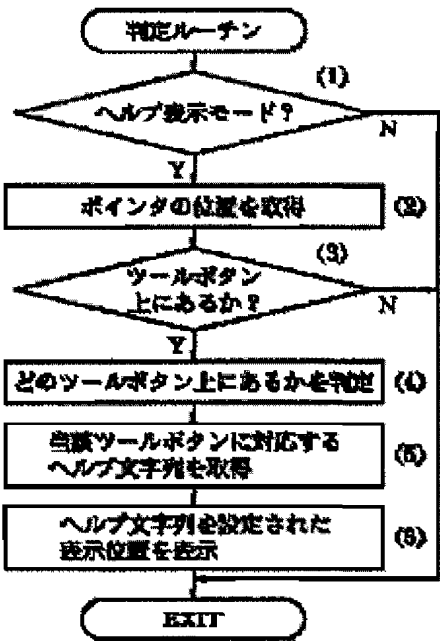 判定ルーチン
(1)
ヘルプ表示モード?
N
Y
ポインタの位置を取得
(2)
(3)
ツールボタン
上にあるか?
N
Y
どのツールボタン上にあるかを判定
(4)
当該ツールボタンに対応する
ヘルプ文字列を取得
(5)
ヘルプ文字列を設定された
表示位置を表示
(6)
EXIT